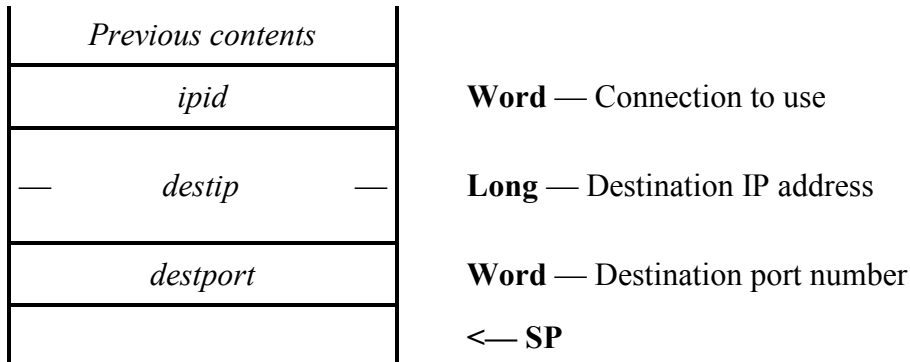 Previous contents
ipid Word — Connection to use
— destip — Long — Destination IP address
destport Word — Destination port number
<— SP